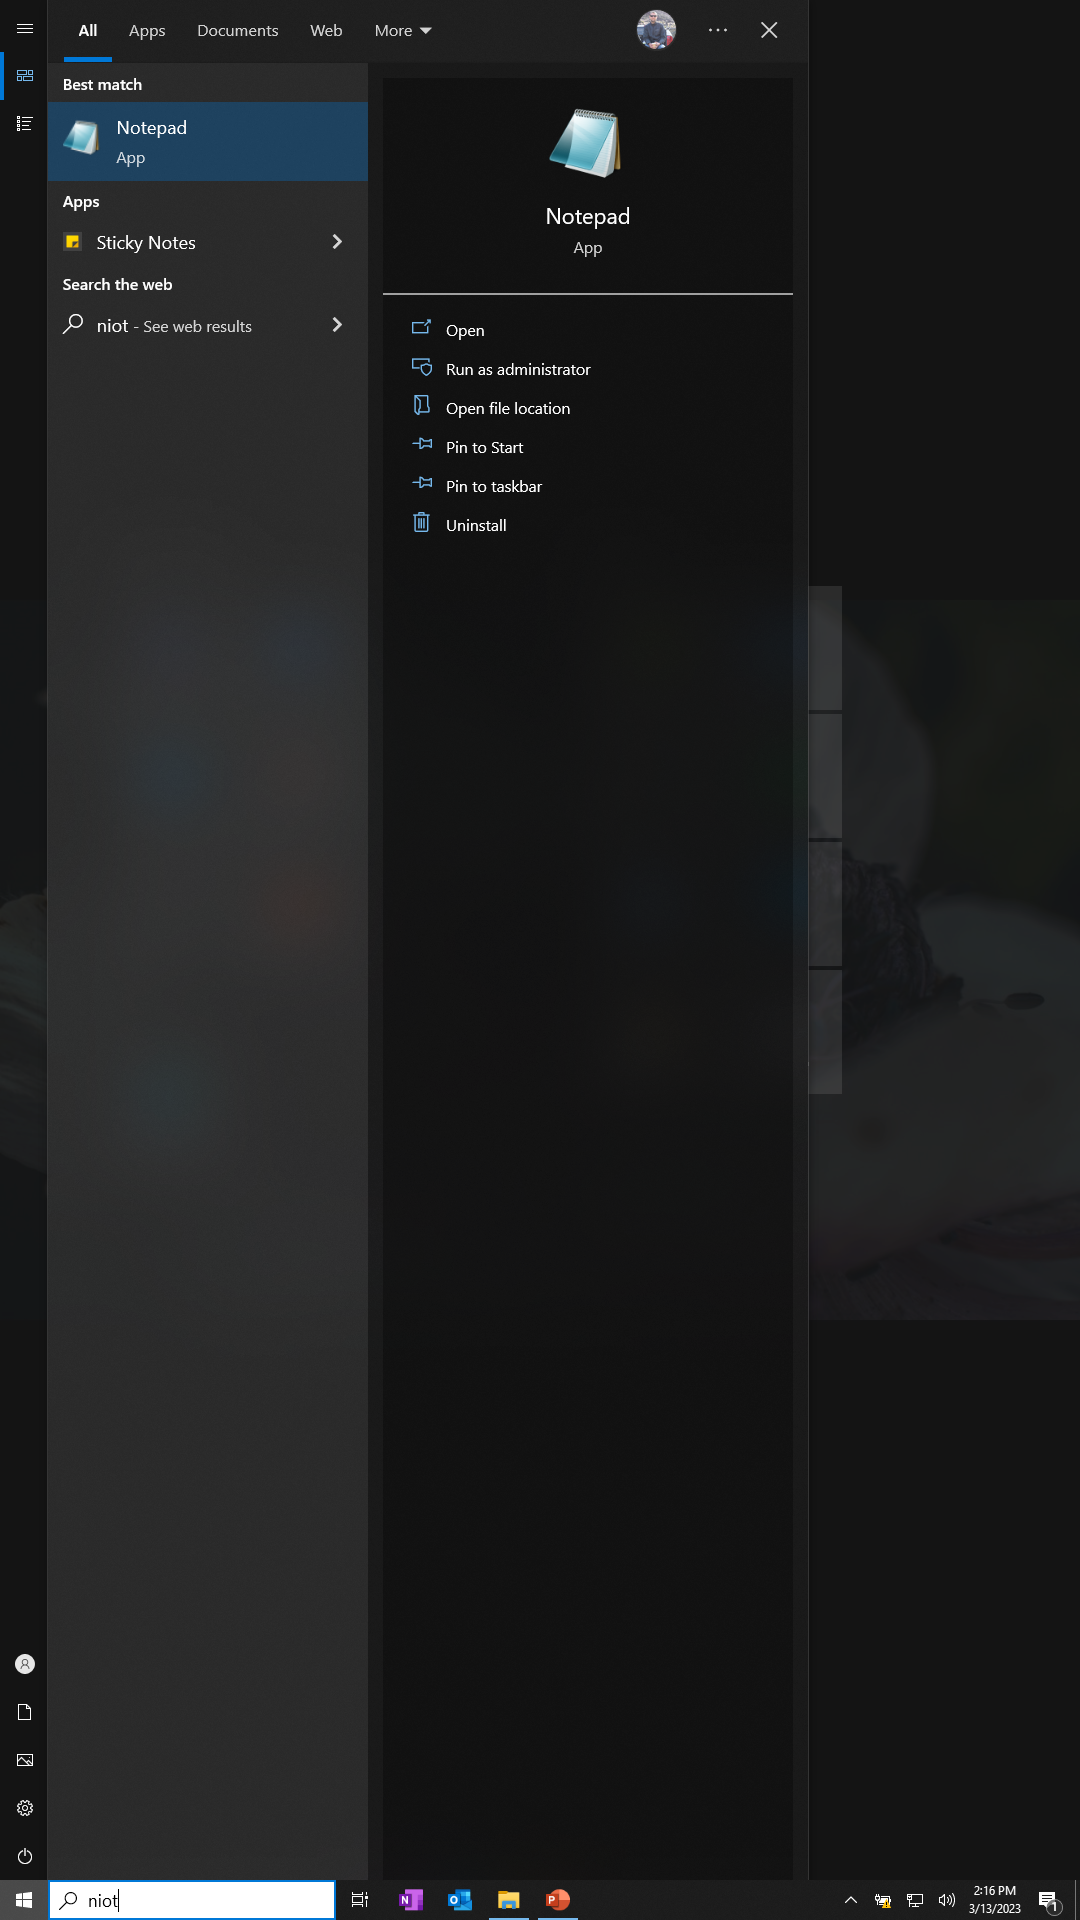 All Apps Documents Web More
Best match
Notepad
App
Apps
Sticky Notes
Search the web
niot - See web results
Notepad
App
Open
Run as administrator
Open file location
Pin to Start
Pin to taskbar
Uninstall
niot
N
O
P
2:16 PM
3/13/2023
1